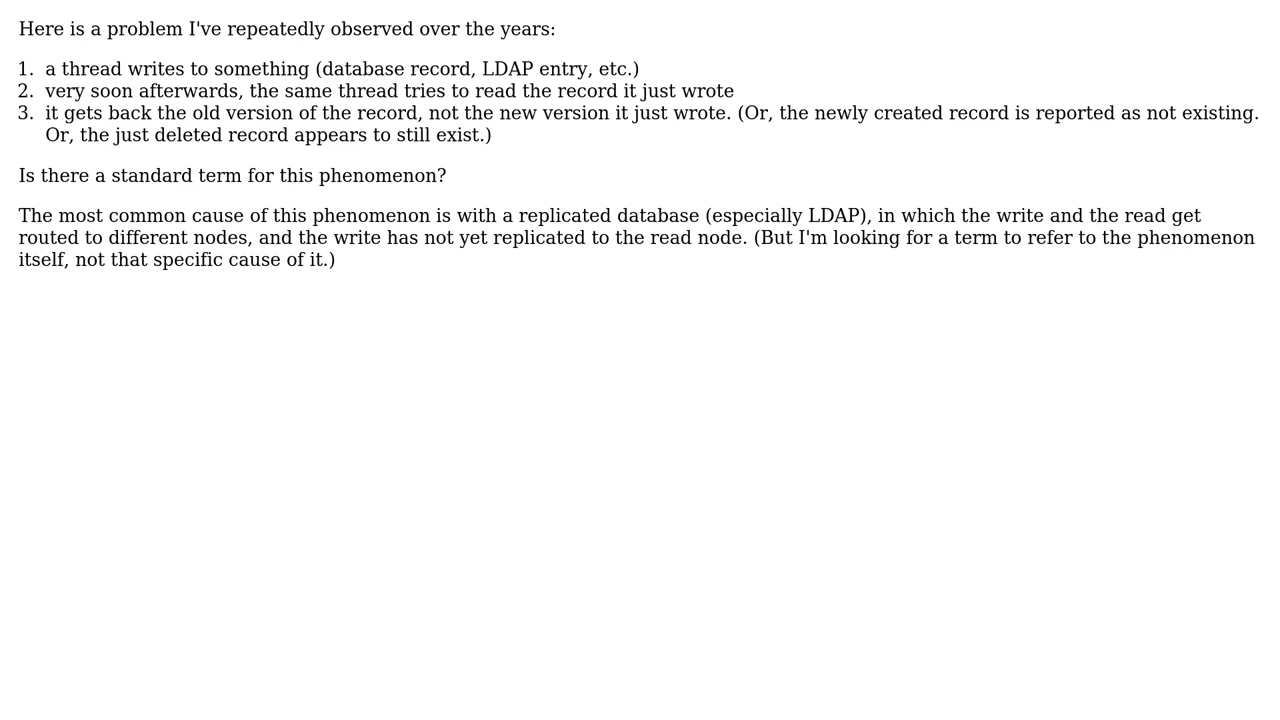 Here is a problem I've repeatedly observed over the years:
1. a thread writes to something (database record, LDAP entry, etc.)
2. very soon afterwards, the same thread tries to read the record it just wrote
3. it gets back the old version of the record, not the new version it just wrote. (Or, the newly created record is reported as not existing.
Or, the just deleted record appears to still exist.)
Is there a standard term for this phenomenon?
The most common cause of this phenomenon is with a replicated database (especially LDAP), in which the write and the read get
routed to different nodes, and the write has not yet replicated to the read node. (But I'm looking for a term to refer to the phenomenon
itself, not that specific cause of it.)